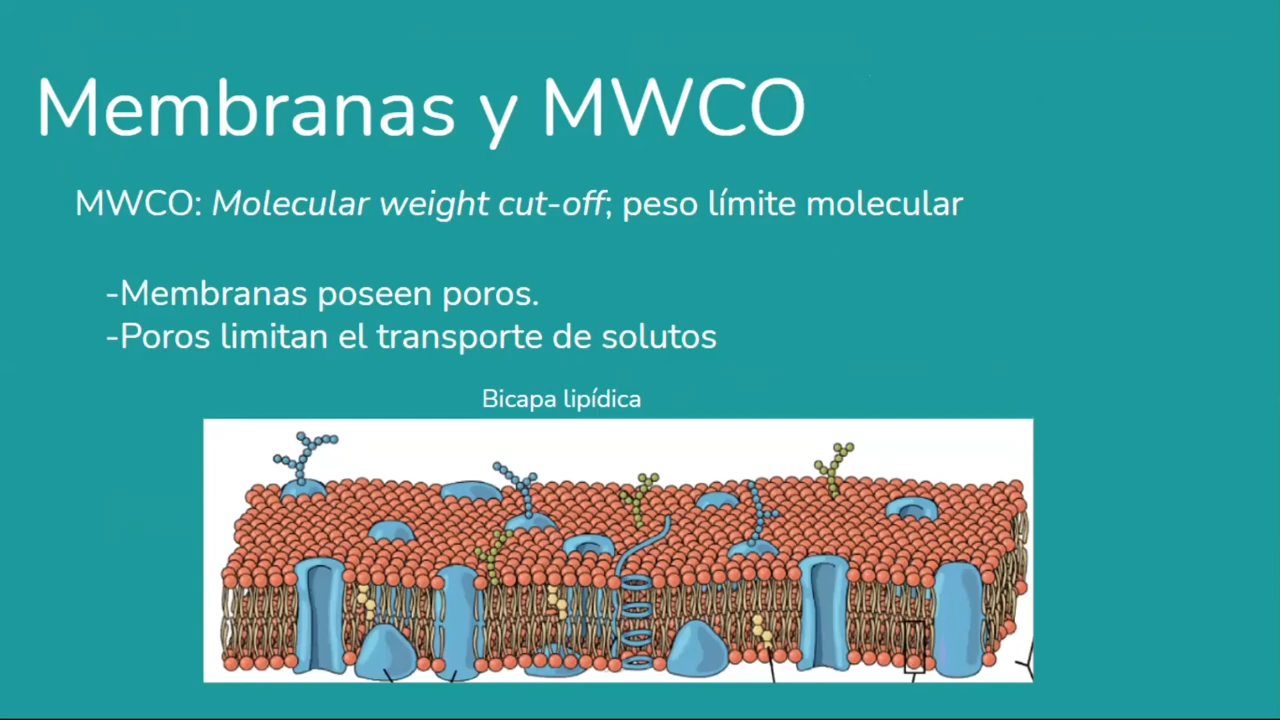 Membranas y MWCO
MWCO: Molecular weight cut-off; peso límite molecular
-Membranas poseen poros.
-Poros limitan el transporte de solutos
Bicapa lipídica